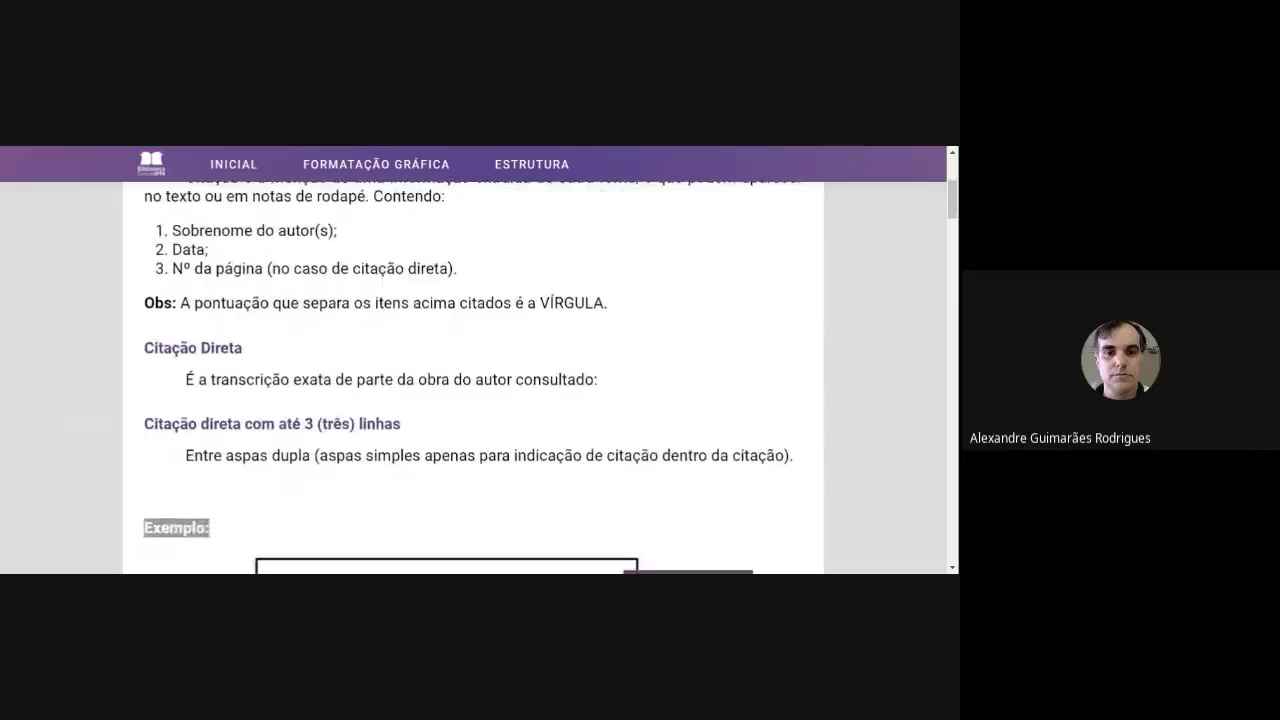 INICIAL
FORMATAÇÃO GRÁFICA
ESTRUTURA
no texto ou em notas de rodapé. Contendo:
1. Sobrenome do autor(s);
2. Data;
3. Nº da página (no caso de citação direta).
Obs: A pontuação que separa os itens acima citados é a VÍRGULA.
Citação Direta
É a transcrição exata de parte da obra do autor consultado:
Citação direta com até 3 (três) linhas
Entre aspas dupla (aspas simples apenas para indicação de citação dentro da citação).
Exemplo:
Alexandre Guimarães Rodrigues